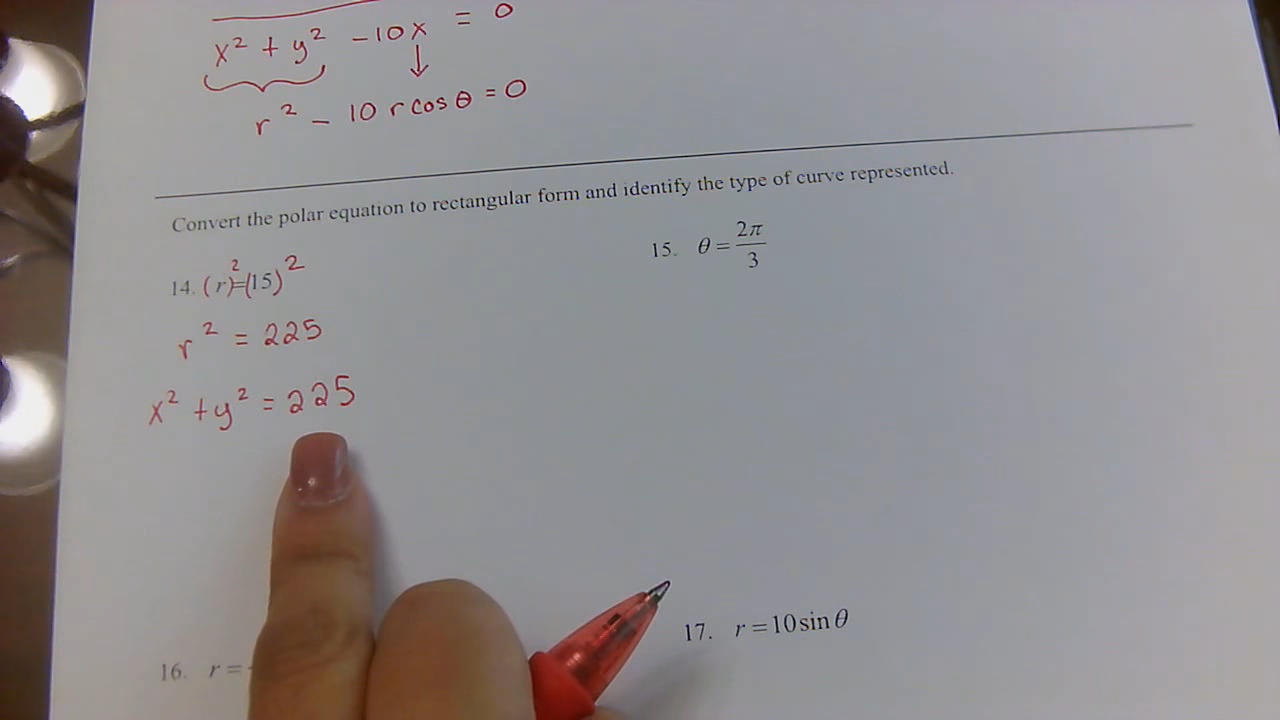 x² + y² - 10x = 0
r² - 10 r cos θ = 0
Convert the polar equation to rectangular form and identify the type of curve represented.
14. (r)²=(15)²
15. θ = 2π/3
r² = 225
x² + y² = 225
16. r =
17. r = 10 sin θ